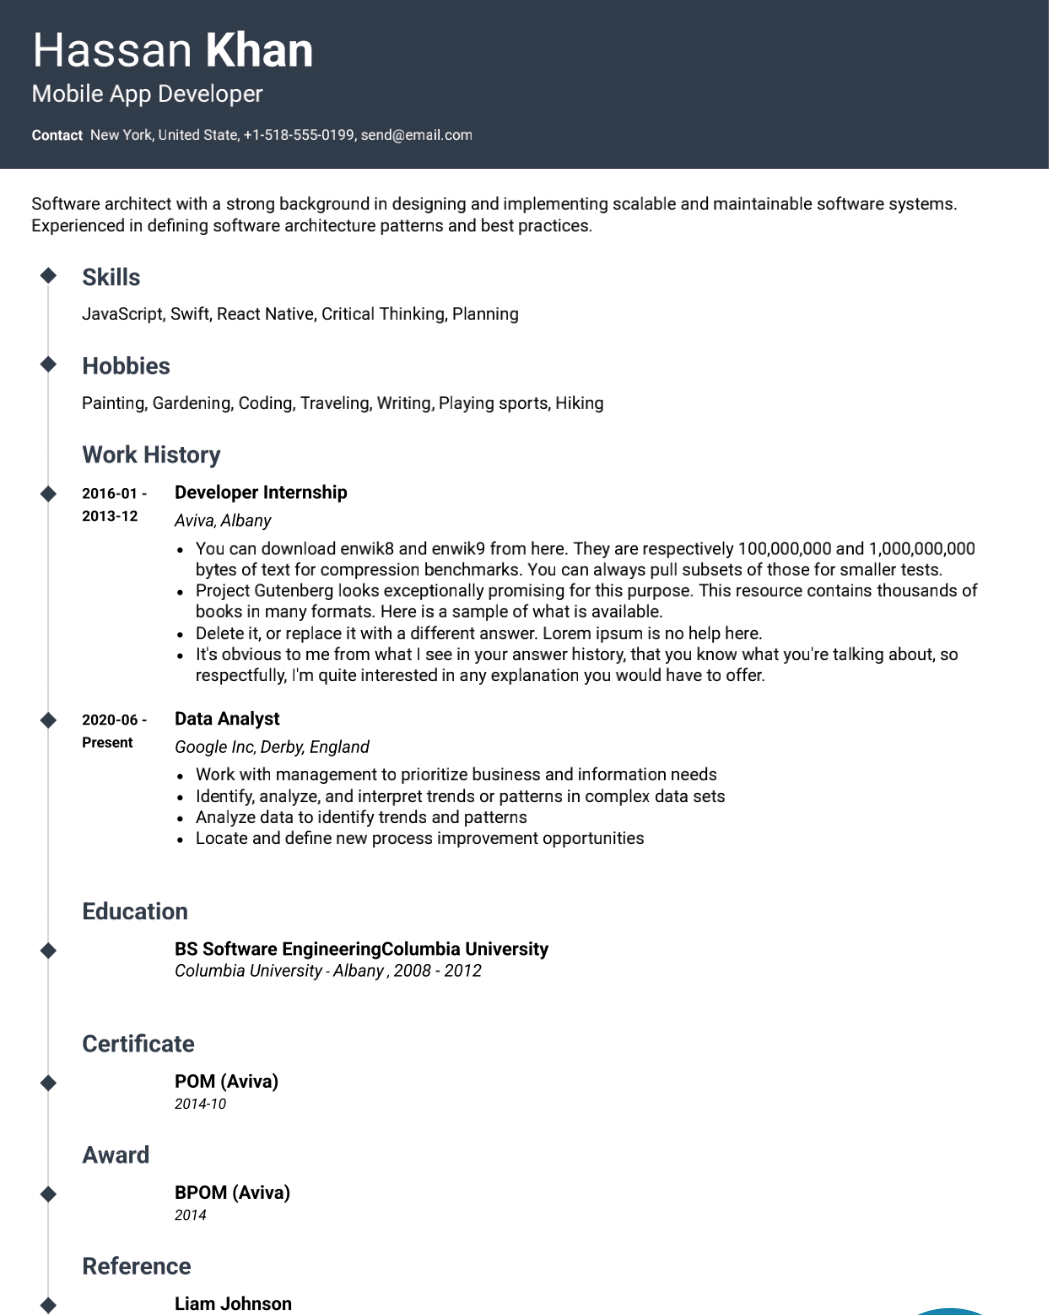 Hassan Khan
Mobile App Developer
Contact New York, United State, +1-518-555-0199, send@email.com
Software architect with a strong background in designing and implementing scalable and maintainable software systems.
Experienced in defining software architecture patterns and best practices.
Skills
JavaScript, Swift, React Native, Critical Thinking, Planning
Hobbies
Painting, Gardening, Coding, Traveling, Writing, Playing sports, Hiking
Work History
2016-01 -
2013-12
Developer Internship
Aviva, Albany
• You can download enwik8 and enwik9 from here. They are respectively 100,000,000 and 1,000,000,000
bytes of text for compression benchmarks. You can always pull subsets of those for smaller tests.
• Project Gutenberg looks exceptionally promising for this purpose. This resource contains thousands of
books in many formats. Here is a sample of what is available.
• Delete it, or replace it with a different answer. Lorem ipsum is no help here.
• It's obvious to me from what I see in your answer history, that you know what you're talking about, so
respectfully, I'm quite interested in any explanation you would have to offer.
2020-06 -
Present
Data Analyst
Google Inc, Derby, England
• Work with management to prioritize business and information needs
• Identify, analyze, and interpret trends or patterns in complex data sets
• Analyze data to identify trends and patterns
• Locate and define new process improvement opportunities
Education
BS Software EngineeringColumbia University
Columbia University - Albany , 2008 - 2012
Certificate
POM (Aviva)
2014-10
Award
BPOM (Aviva)
2014
Reference
Liam Johnson